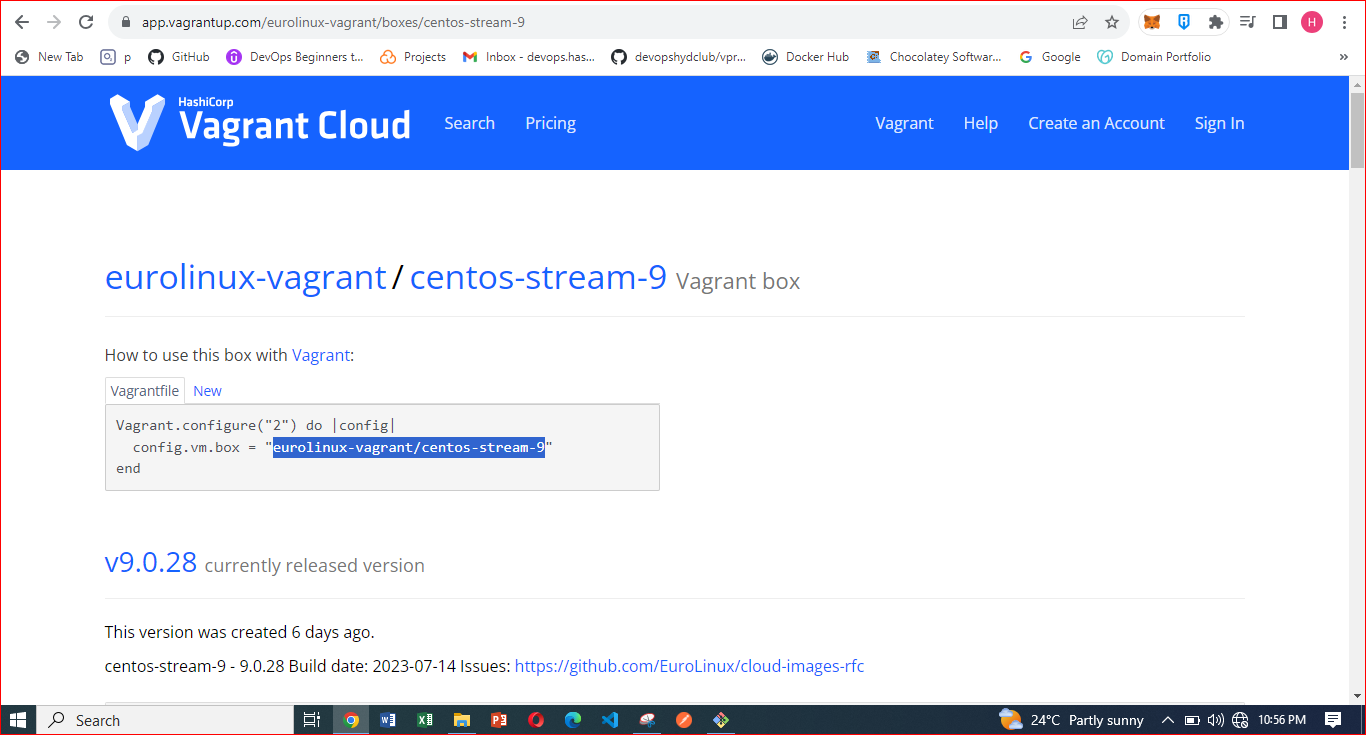 app.vagrantup.com/eurolinux-vagrant/boxes/centos-stream-9
H
New Tab p GitHub DevOps Beginners t... Projects Inbox - devops.has... devopshydclub/vpr... Docker Hub Chocolatey Softwar... Google Domain Portfolio »
HashiCorp
Vagrant Cloud Search Pricing Vagrant Help Create an Account Sign In
eurolinux-vagrant / centos-stream-9 Vagrant box
How to use this box with Vagrant:
Vagrantfile New
Vagrant.configure("2") do |config|
config.vm.box = "eurolinux-vagrant/centos-stream-9"
end
v9.0.28 currently released version
This version was created 6 days ago.
centos-stream-9 - 9.0.28 Build date: 2023-07-14 Issues: https://github.com/EuroLinux/cloud-images-rfc
Search 24°C Partly sunny 10:56 PM